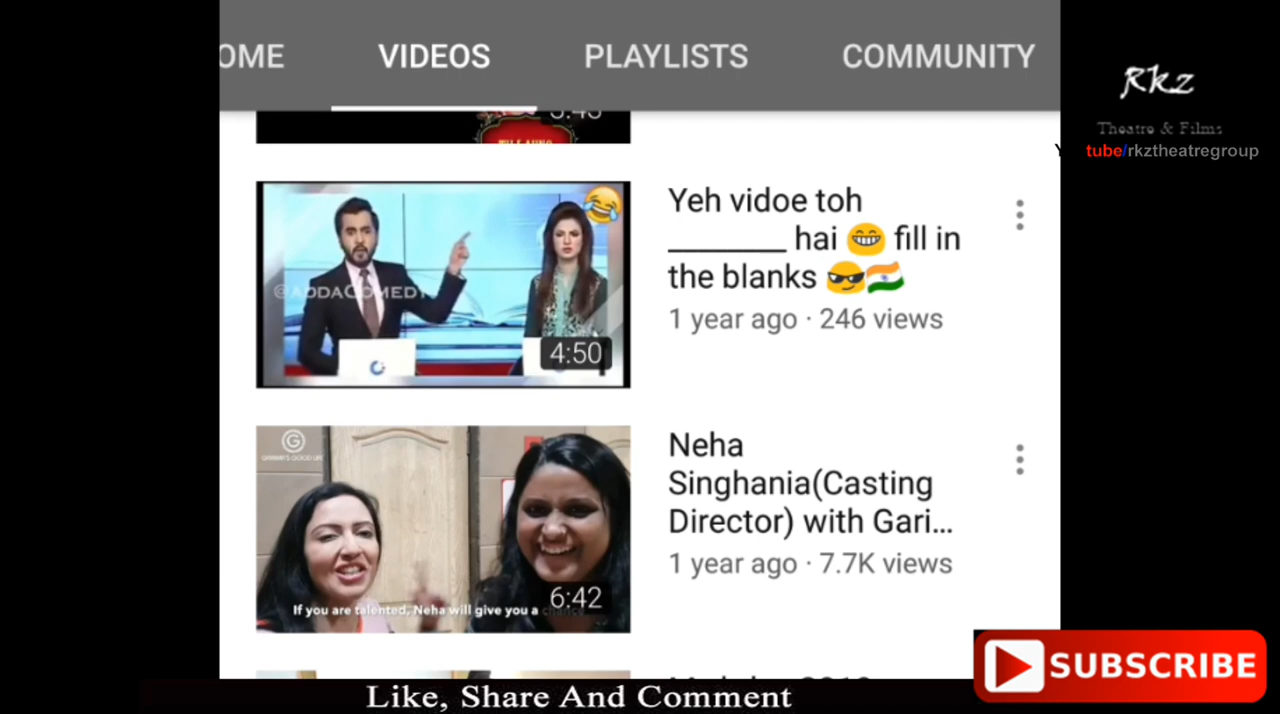 OME VIDEOS PLAYLISTS COMMUNITY
Rkz
Theatre & Films
tube/rkztheatregroup
Yeh vidoe toh
________ hai 😁 fill in
the blanks 😎🇮🇳
1 year ago · 246 views
@ADDACOMEDY
4:50
Neha
Singhania(Casting
Director) with Gari...
1 year ago · 7.7K views
G
If you are talented, Neha will give you a chance
6:42
SUBSCRIBE
Like, Share And Comment